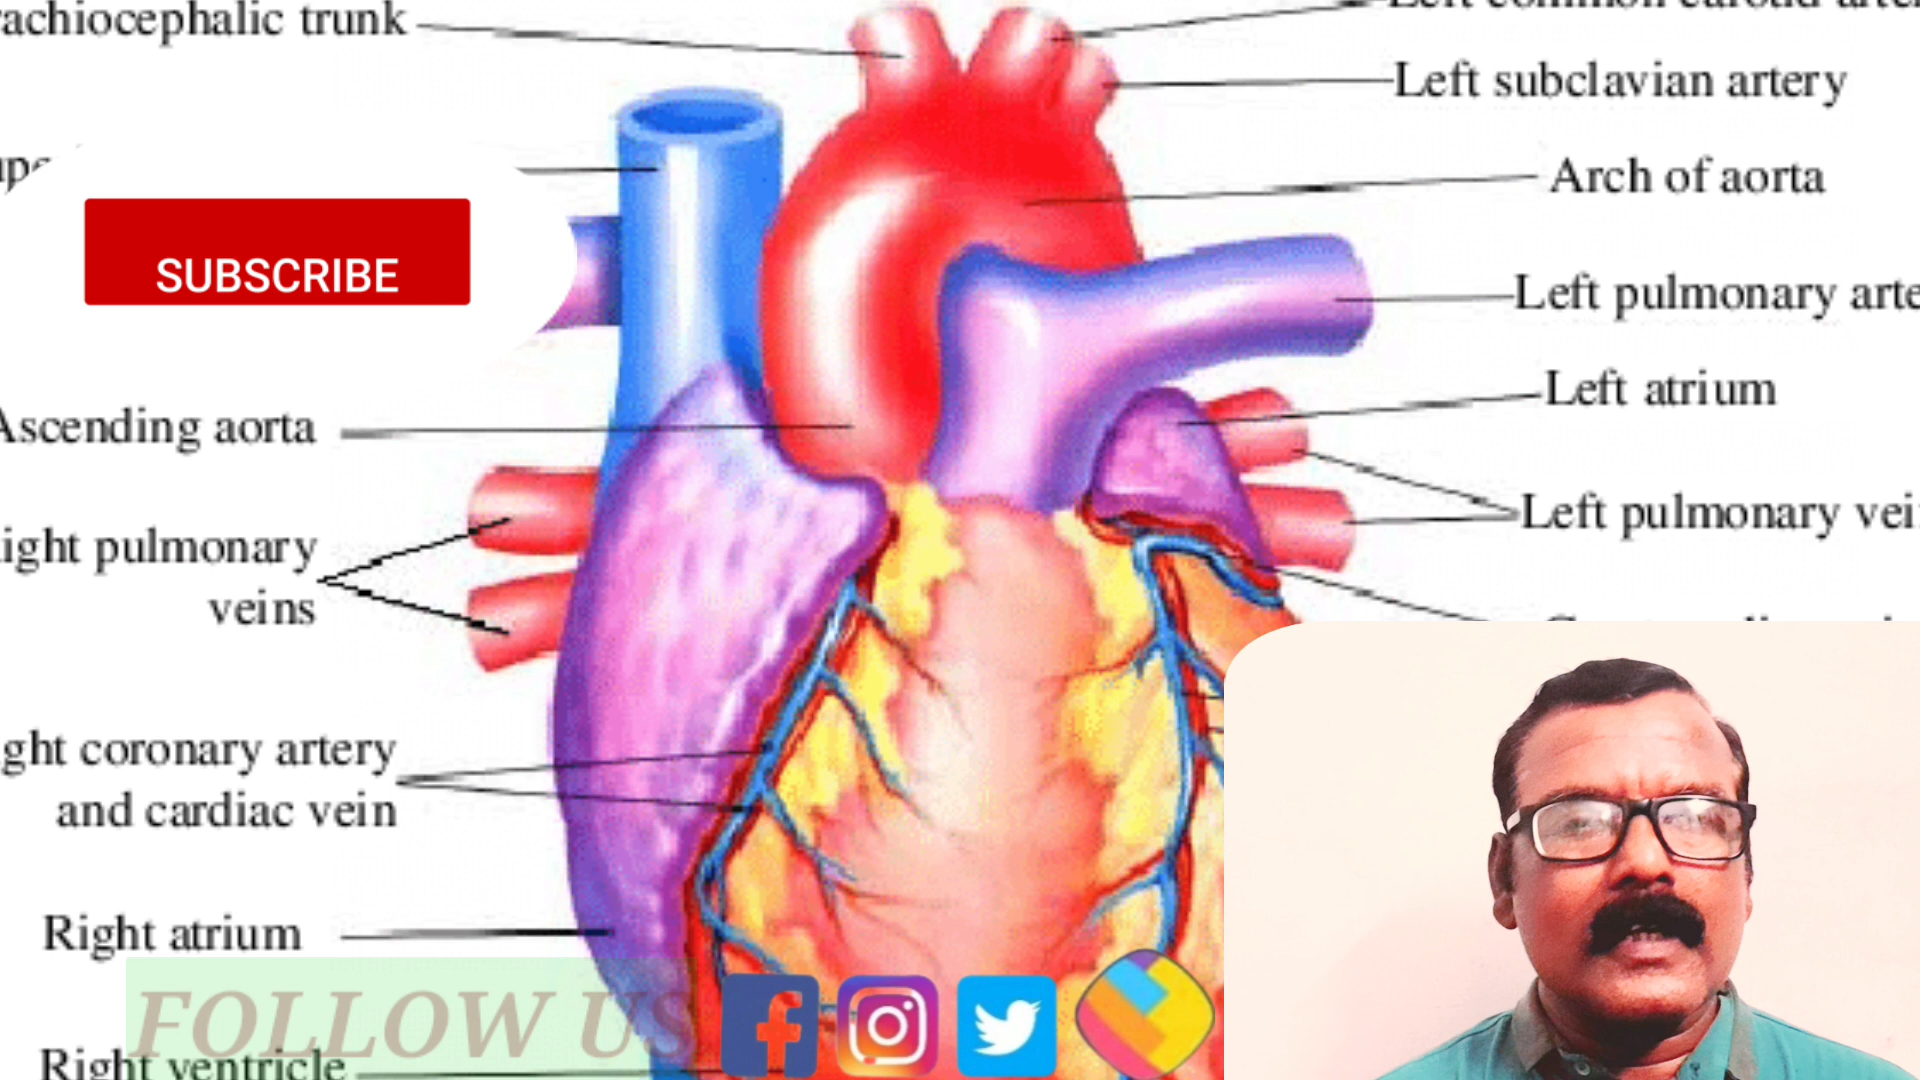 achiocephalic trunk
Left subclavian artery
Arch of aorta
SUBSCRIBE
Left pulmonary arte
Left atrium
Ascending aorta
Left pulmonary vei
ight pulmonary
veins
ght coronary artery
and cardiac vein
Right atrium
FOLLOW US
Right ventricle